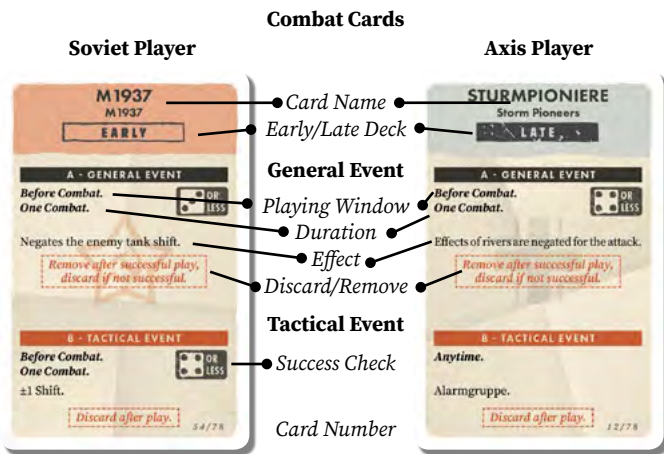 Combat Cards
Soviet Player
Axis Player
M1937
M1937
EARLY
A - GENERAL EVENT
Before Combat.
One Combat.
OR
LESS
Negates the enemy tank shift.
Remove after successful play,
discard if not successful.
B - TACTICAL EVENT
Before Combat.
One Combat.
OR
LESS
±1 Shift.
Discard after play.
54/78
Card Name
Early/Late Deck
General Event
Playing Window
Duration
Effect
Discard/Remove
Tactical Event
Success Check
Card Number
STURMPIONIERE
Storm Pioneers
LATE
A - GENERAL EVENT
Before Combat.
One Combat.
OR
LESS
Effects of rivers are negated for the attack.
Remove after successful play,
discard if not successful.
B - TACTICAL EVENT
Anytime.
Alarmgruppe.
Discard after play.
12/78